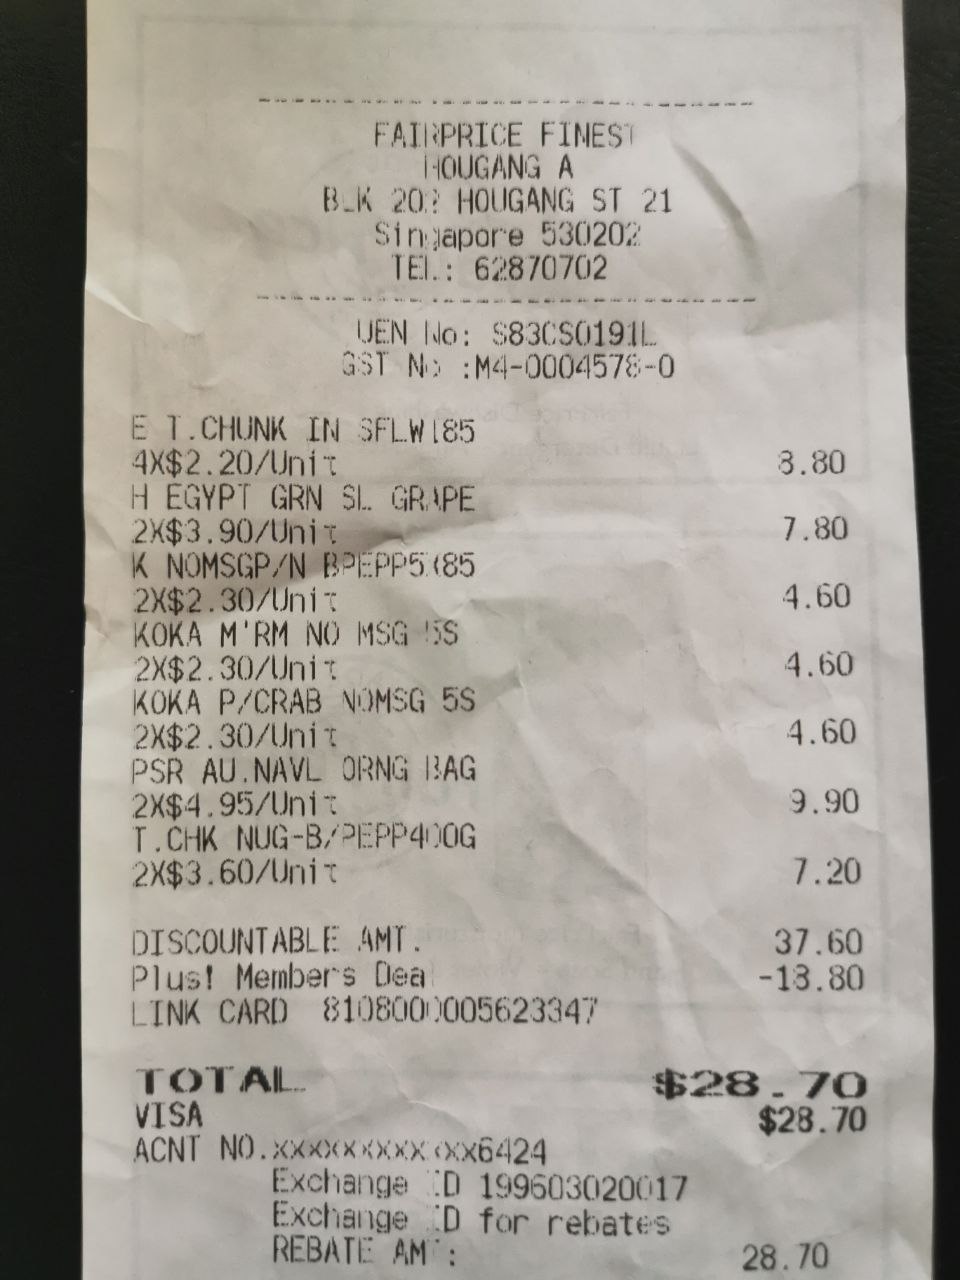 FAIRPRICE FINEST
HOUGANG A
BLK 202 HOUGANG ST 21
Singapore 530202
TEL: 62870702
UEN No: S83CS0191L
GST No :M4-0004578-0
E T.CHUNK IN SFLW185
4X$2.20/Unit 8.80
H EGYPT GRN SL GRAPE
2X$3.90/Unit 7.80
K NOMSGP/N BPEPP5X85
2X$2.30/Unit 4.60
KOKA M'RM NO MSG 5S
2X$2.30/Unit 4.60
KOKA P/CRAB NOMSG 5S
2X$2.30/Unit 4.60
PSR AU.NAVL ORNG BAG
2X$4.95/Unit 9.90
T.CHK NUG-B/PEPP400G
2X$3.60/Unit 7.20
DISCOUNTABLE AMT. 37.60
Plus! Members Deal -18.80
LINK CARD 8108000005623347
TOTAL $28.70
VISA $28.70
ACNT NO.xxxxxxxxxxxx6424
Exchange ID 199603020017
Exchange ID for rebates
REBATE AMT: 28.70